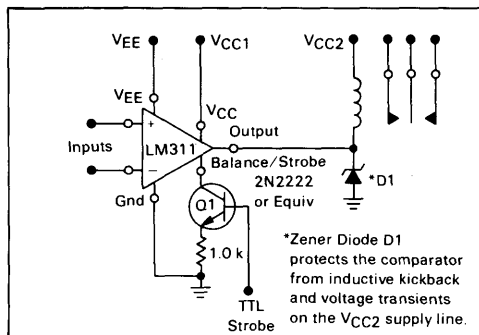 VEE
VCC1
VCC2
VEE
VCC
Output
Inputs
+
LM311
−
Balance/Strobe
2N2222
or Equiv
Gnd
Q1
*D1
1.0 k
TTL
Strobe
*Zener Diode D1
protects the comparator
from inductive kickback
and voltage transients
on the VCC2 supply line.